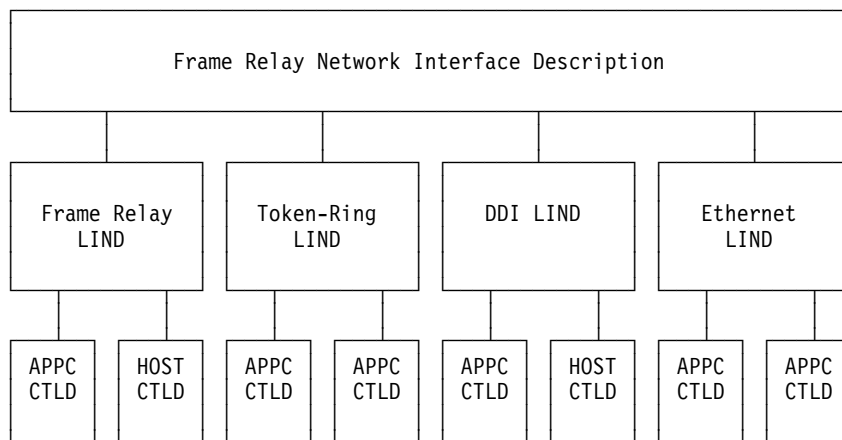 Frame Relay Network Interface Description
Frame Relay Token-Ring DDI LIND Ethernet
LIND LIND LIND
APPC HOST APPC APPC APPC HOST APPC APPC
CTLD CTLD CTLD CTLD CTLD CTLD CTLD CTLD